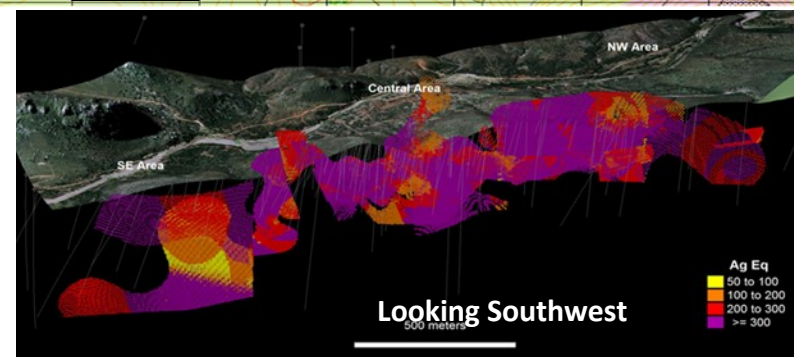 NW Area
Central Area
SE Area
Ag Eq
50 to 100
100 to 200
200 to 300
>= 300
Looking Southwest
500 meters